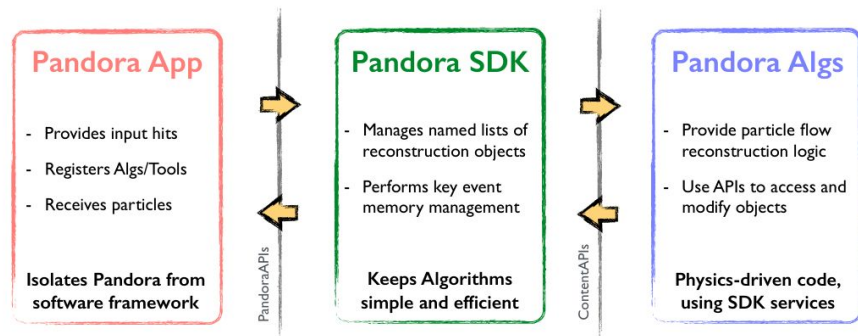 Pandora App
- Provides input hits
- Registers Algs/Tools
- Receives particles
Isolates Pandora from
software framework
PandoraAPIs
Pandora SDK
- Manages named lists of
reconstruction objects
- Performs key event
memory management
Keeps Algorithms
simple and efficient
ContentAPIs
Pandora Algs
- Provide particle flow
reconstruction logic
- Use APIs to access and
modify objects
Physics-driven code,
using SDK services